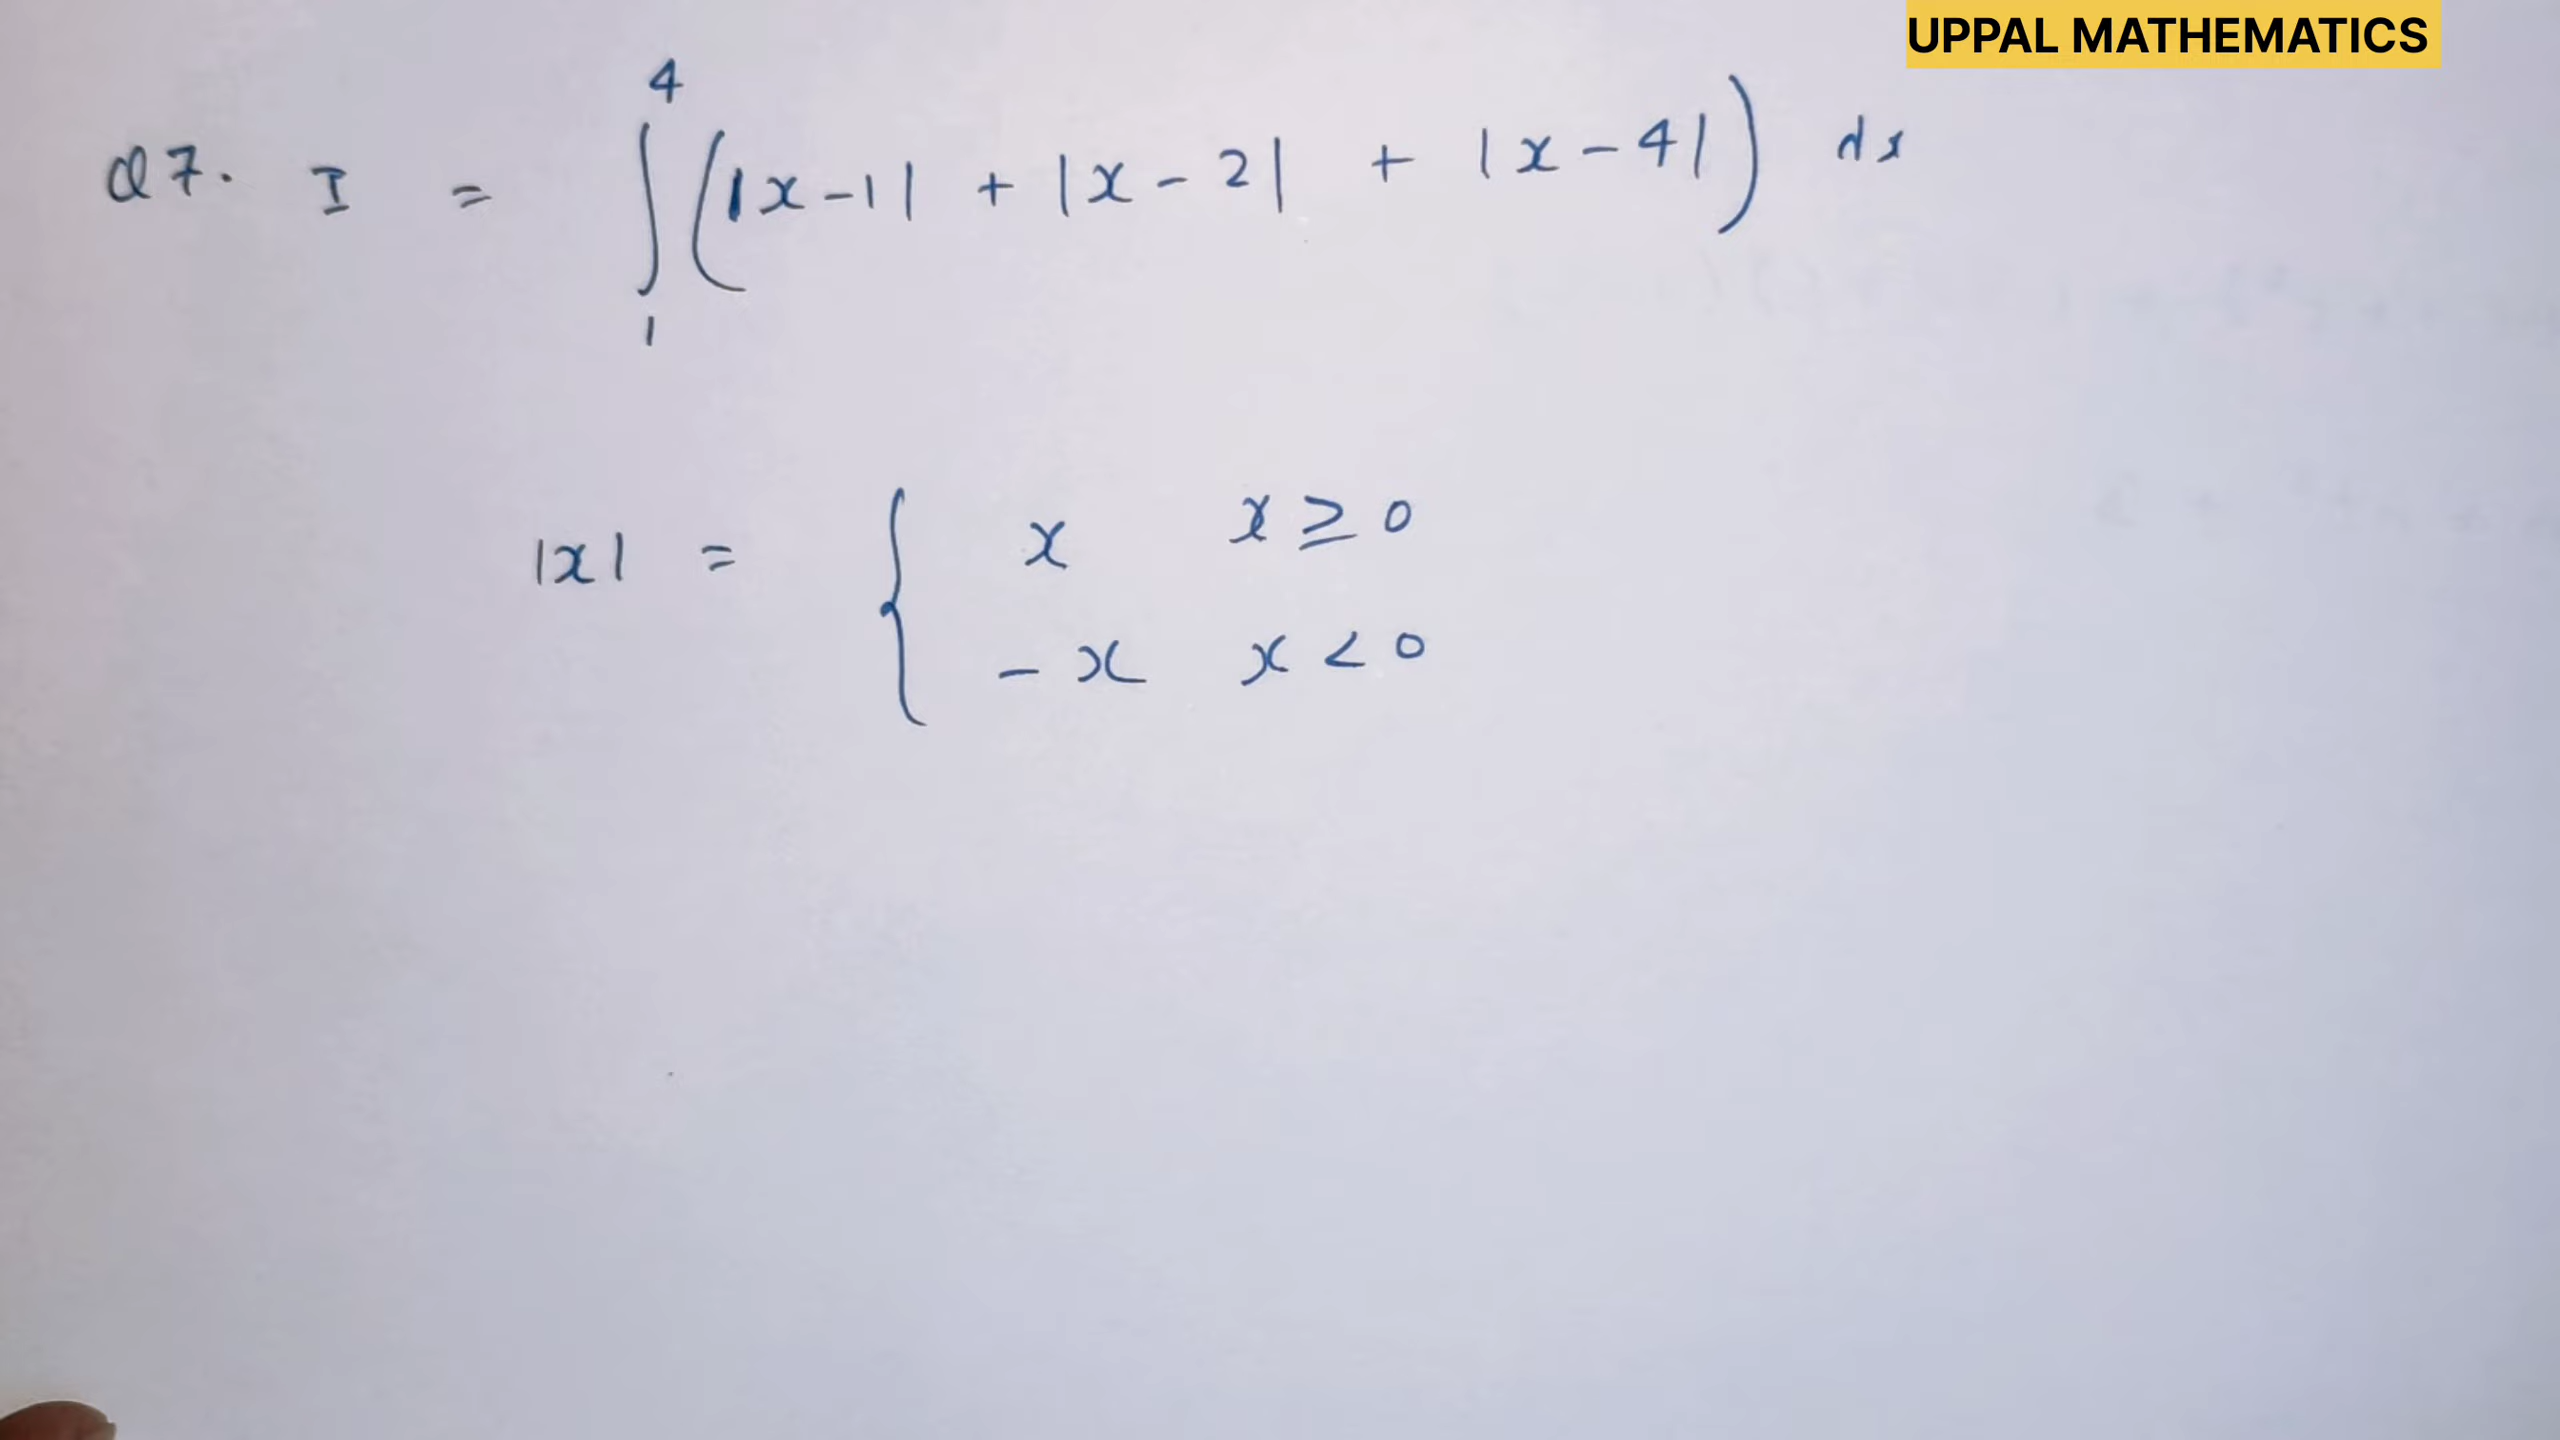 UPPAL MATHEMATICS
Q7. I = ∫₁⁴ (|x-1| + |x-2| + |x-4|) dx
|x| = { x x ≥ 0
-x x < 0